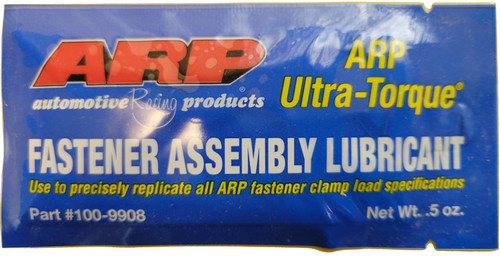 ARP
automotive Racing products
ARP
Ultra-Torque®
FASTENER ASSEMBLY LUBRICANT
Use to precisely replicate all ARP fastener clamp load specifications
Part #100-9908
Net Wt. .5 oz.